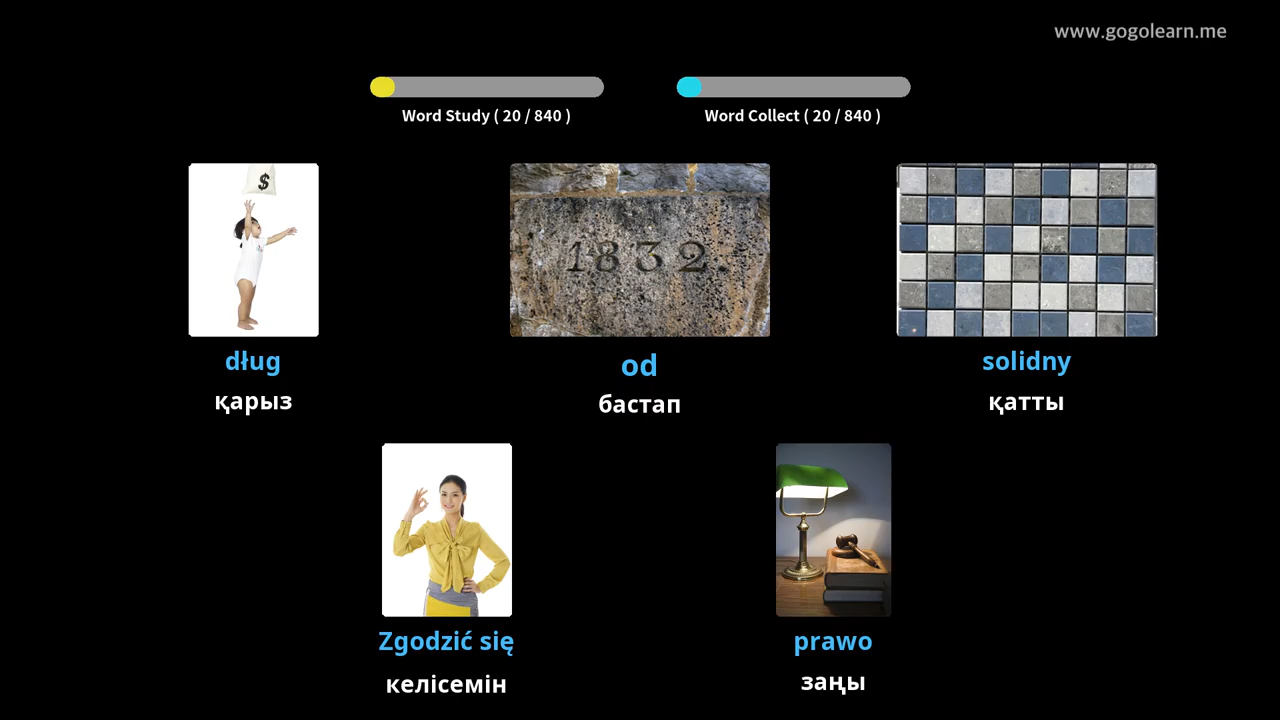 www.gogolearn.me
Word Study ( 20 / 840 )
Word Collect ( 20 / 840 )
$
1832.
dług
od
solidny
қарыз
бастап
қатты
Zgodzić się
prawo
келісемін
заңы